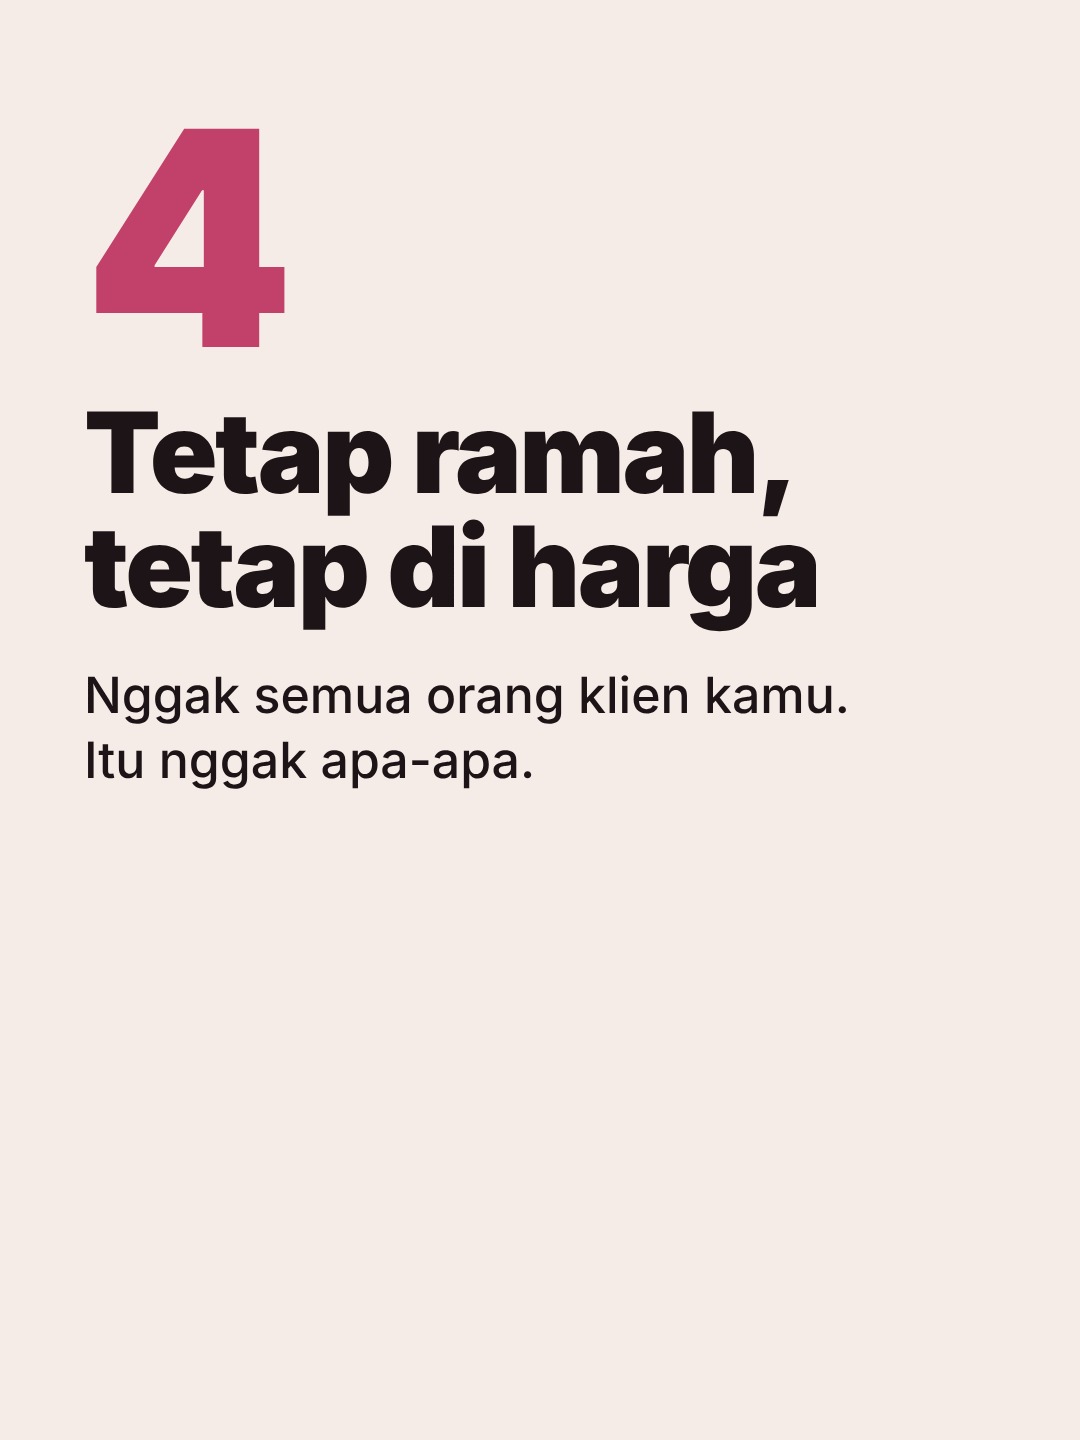 4
Tetap ramah,
tetap di harga
Nggak semua orang klien kamu.
Itu nggak apa-apa.